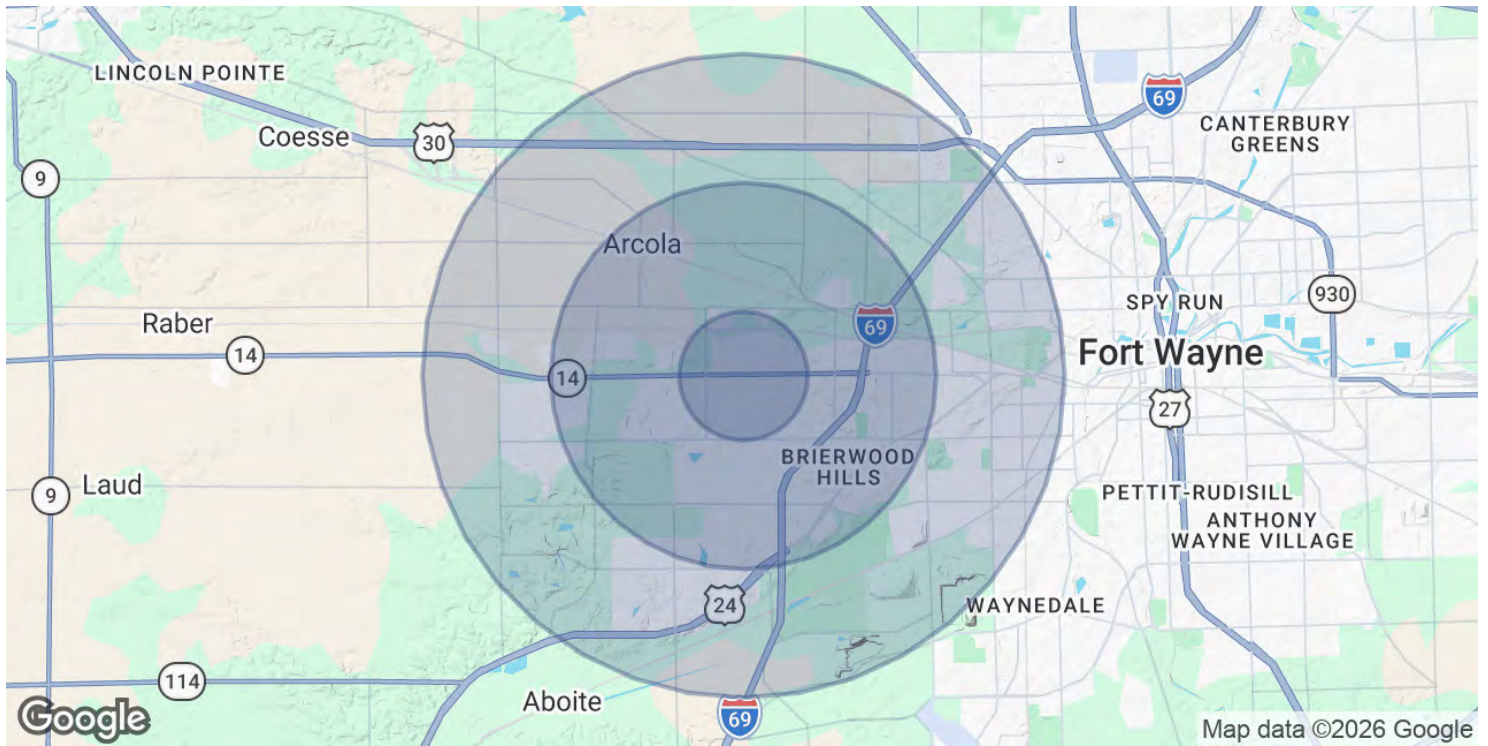 LINCOLN POINTE
69
CANTERBURY
GREENS
Coesse
30
9
Arcola
SPY RUN
930
Raber
69
14
Fort Wayne
14
27
BRIERWOOD
HILLS
Laud
9
PETTIT-RUDISILL
ANTHONY
WAYNE VILLAGE
24
WAYNEDALE
114
Aboite
69
Google
Map data ©2026 Google